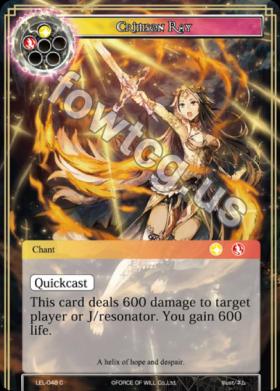 Crimson Ray
fowtcg.us
Chant
Quickcast
This card deals 600 damage to target
player or J/resonator. You gain 600
life.
A helix of hope and despair.
LEL-048 C
©FORCE OF WILL Co.,Ltd.